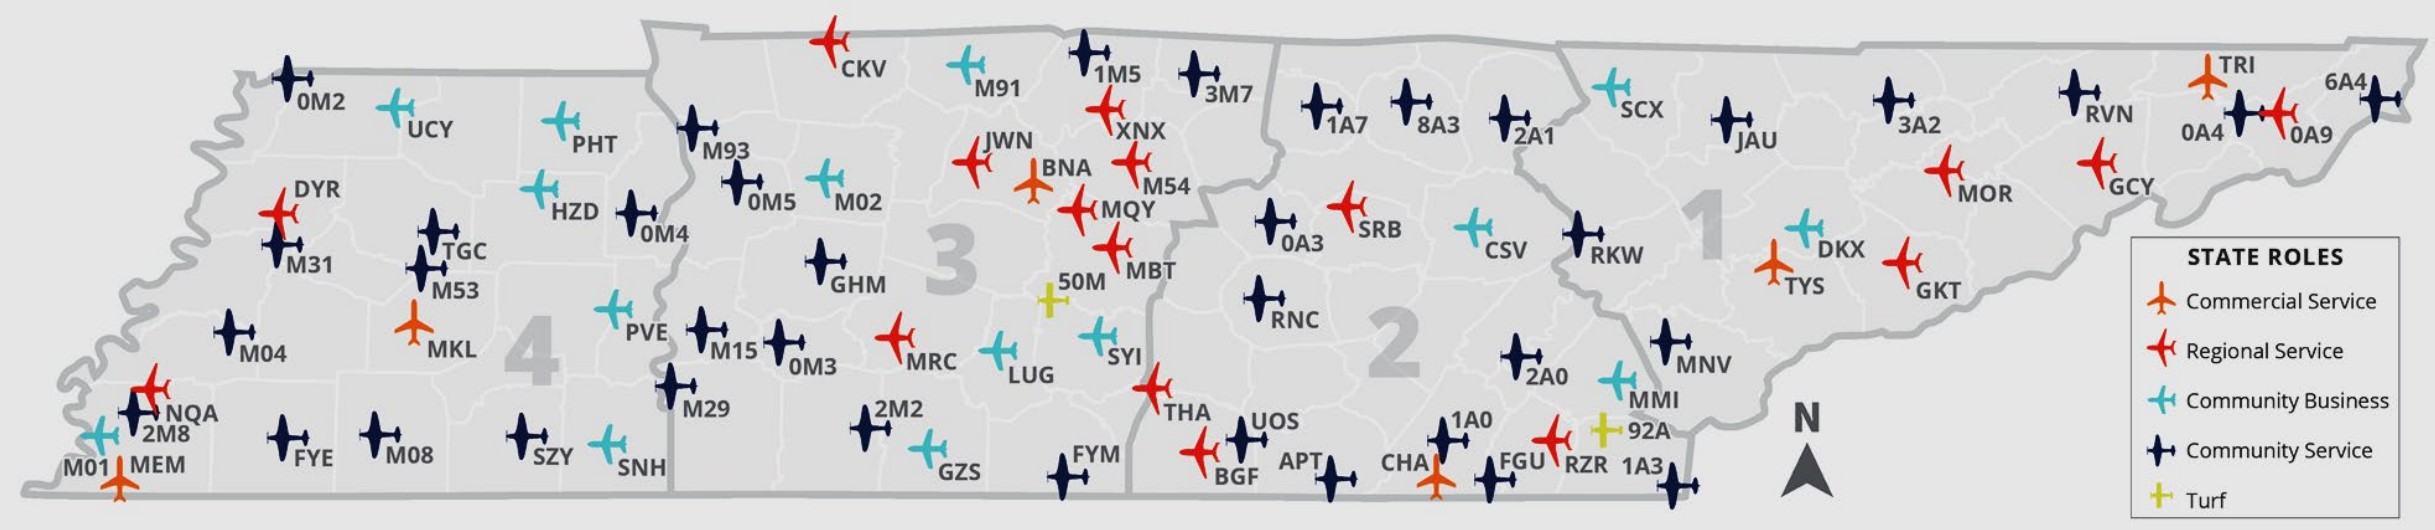 0M2
UCY
PHT
DYR
HZD
0M4
M31
TGC
M53
M04
MKL
4
PVE
NQA
2M8
M01
MEM
FYE
M08
SZY
SNH
CKV
M91
1M5
3M7
M93
XNX
JWN
BNA
M54
0M5
M02
MQY
3
MBT
GHM
50M
M15
0M3
MRC
LUG
SYI
M29
2M2
GZS
FYM
1A7
8A3
2A1
0A3
SRB
CSV
RNC
2
2A0
THA
UOS
BGF
APT
1A0
CHA
FGU
RZR
MMI
92A
1A3
SCX
JAU
3A2
RVN
TRI
6A4
0A4
0A9
MOR
GCY
1
RKW
DKX
TYS
GKT
MNV
N
STATE ROLES
Commercial Service
Regional Service
Community Business
Community Service
Turf